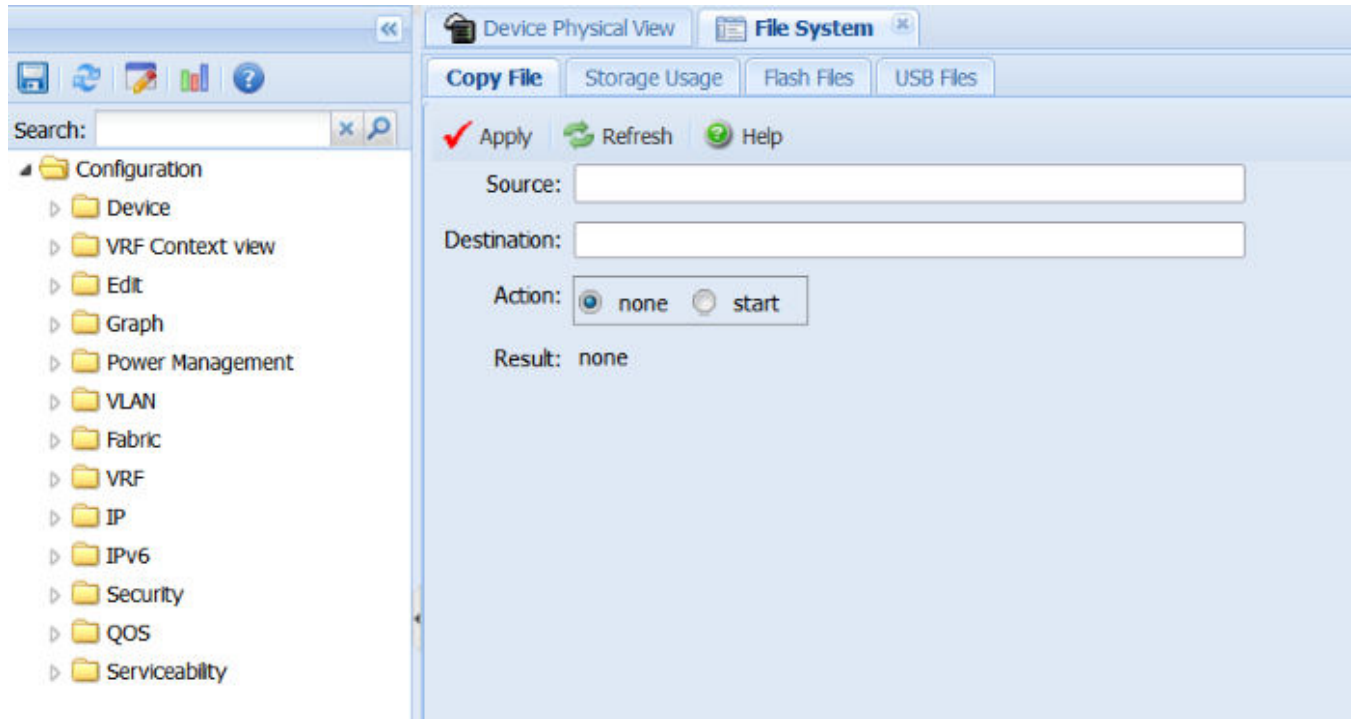 Device Physical View File System
Copy File Storage Usage Flash Files USB Files
Search:
Apply Refresh Help
Configuration
Device
VRF Context view
Edit
Graph
Power Management
VLAN
Fabric
VRF
IP
IPv6
Security
QOS
Serviceability
Source:
Destination:
Action: none start
Result: none